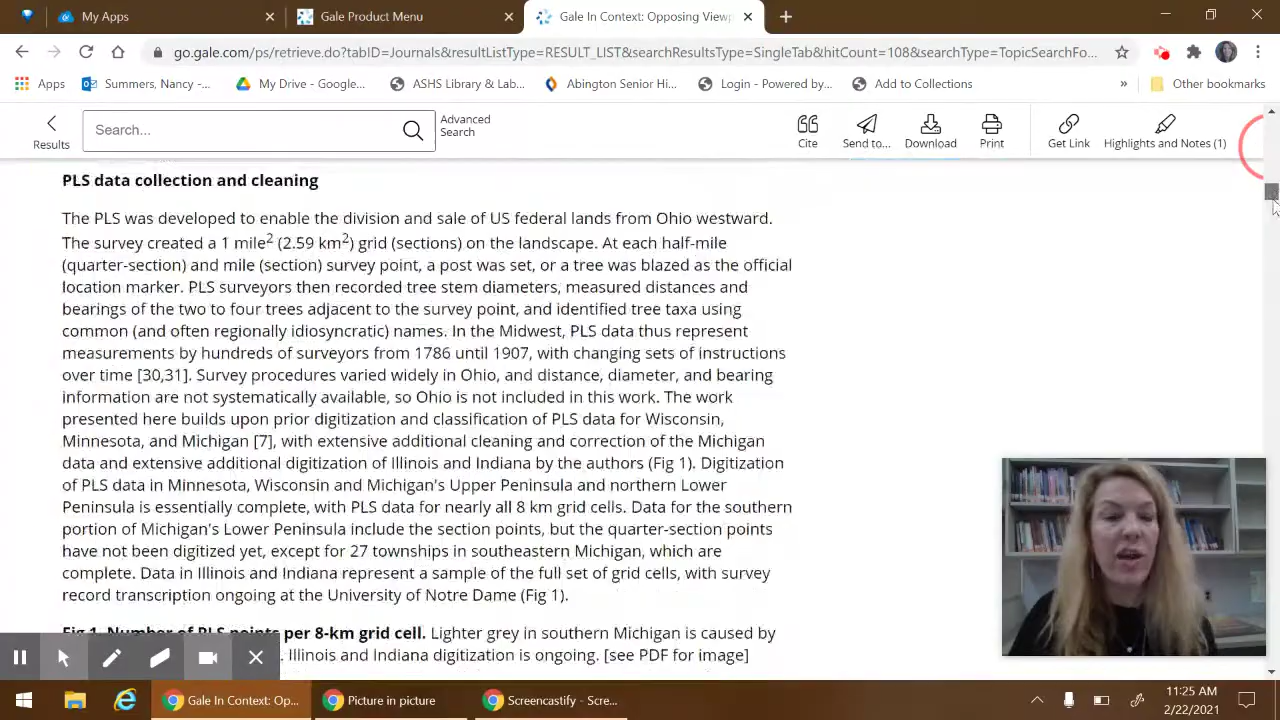 My Apps
Gale Product Menu
Gale In Context: Opposing Viewp
go.gale.com/ps/retrieve.do?tabID=Journals&resultListType=RESULT_LIST&searchResultsType=SingleTab&hitCount=108&searchType=TopicSearchFo...
Apps
Summers, Nancy -...
My Drive - Google...
ASHS Library & Lab...
Abington Senior Hi...
Login - Powered by...
Add to Collections
»
Other bookmarks
Results
Search...
Advanced
Search
Cite
Send to...
Download
Print
Get Link
Highlights and Notes (1)
PLS data collection and cleaning
The PLS was developed to enable the division and sale of US federal lands from Ohio westward.
The survey created a 1 mile² (2.59 km²) grid (sections) on the landscape. At each half-mile
(quarter-section) and mile (section) survey point, a post was set, or a tree was blazed as the official
location marker. PLS surveyors then recorded tree stem diameters, measured distances and
bearings of the two to four trees adjacent to the survey point, and identified tree taxa using
common (and often regionally idiosyncratic) names. In the Midwest, PLS data thus represent
measurements by hundreds of surveyors from 1786 until 1907, with changing sets of instructions
over time [30,31]. Survey procedures varied widely in Ohio, and distance, diameter, and bearing
information are not systematically available, so Ohio is not included in this work. The work
presented here builds upon prior digitization and classification of PLS data for Wisconsin,
Minnesota, and Michigan [7], with extensive additional cleaning and correction of the Michigan
data and extensive additional digitization of Illinois and Indiana by the authors (Fig 1). Digitization
of PLS data in Minnesota, Wisconsin and Michigan's Upper Peninsula and northern Lower
Peninsula is essentially complete, with PLS data for nearly all 8 km grid cells. Data for the southern
portion of Michigan's Lower Peninsula include the section points, but the quarter-section points
have not been digitized yet, except for 27 townships in southeastern Michigan, which are
complete. Data in Illinois and Indiana represent a sample of the full set of grid cells, with survey
record transcription ongoing at the University of Notre Dame (Fig 1).
Fig 1. Number of PLS points per 8-km grid cell. Lighter grey in southern Michigan is caused by
. Illinois and Indiana digitization is ongoing. [see PDF for image]
Gale In Context: Op...
Picture in picture
Screencastify - Scre...
11:25 AM
2/22/2021